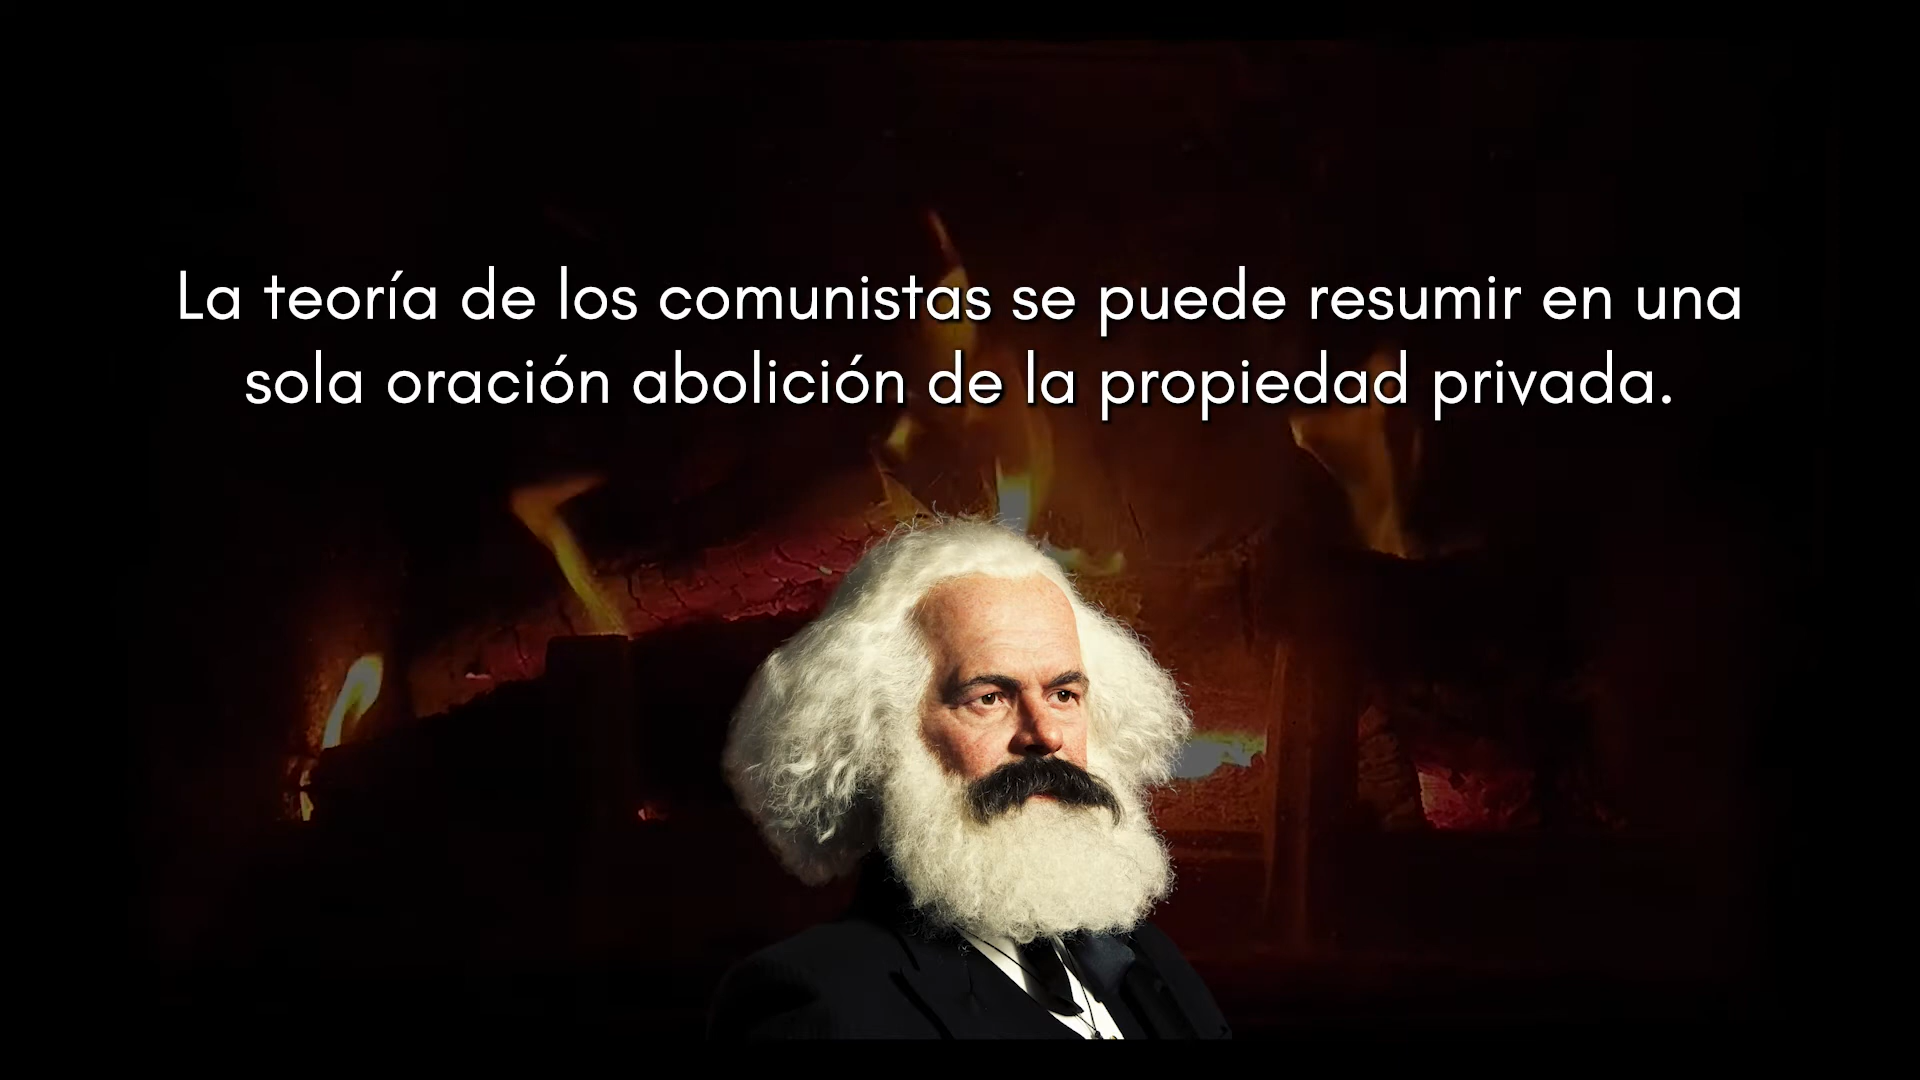 La teoría de los comunistas se puede resumir en una
sola oración abolición de la propiedad privada.